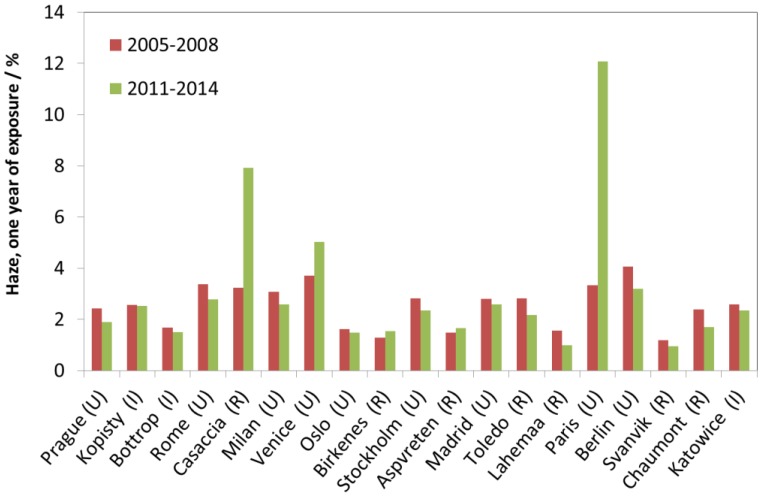 Haze, one year of exposure / %
14
12
10
8
6
4
2
0
2005-2008
2011-2014
Prague (U)
Kopisty (I)
Bottrop (I)
Rome (U)
Casaccia (R)
Milan (U)
Venice (U)
Oslo (U)
Birkenes (R)
Stockholm (U)
Aspvreten (R)
Madrid (U)
Toledo (R)
Lahemaa (R)
Paris (U)
Berlin (U)
Svanvik (R)
Chaumont (R)
Katowice (I)